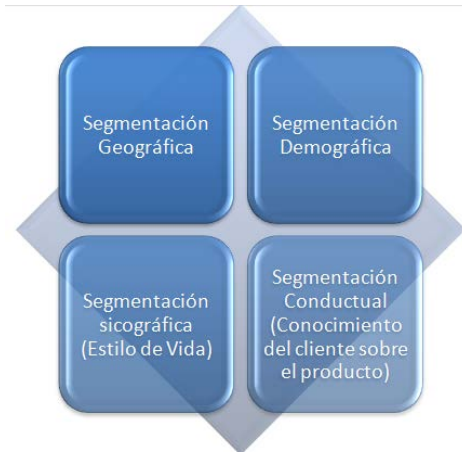 Segmentación
Geográfica
Segmentación
Demográfica
Segmentación
sicográfica
(Estilo de Vida)
Segmentación
Conductual
(Conocimiento
del cliente sobre
el producto)